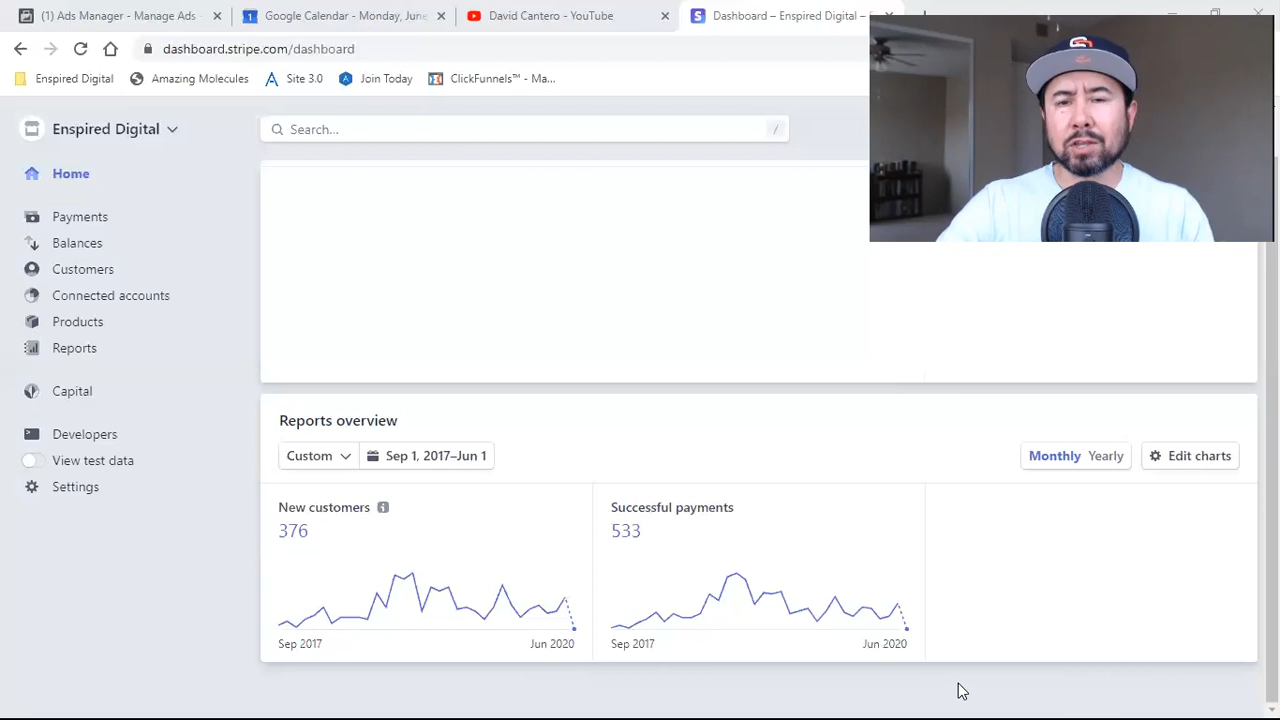 (1) Ads Manager - Manage Ads
Google Calendar - Monday, June
David Cantero - YouTube
Dashboard – Enspired Digital –
dashboard.stripe.com/dashboard
Enspired Digital
Amazing Molecules
Site 3.0
Join Today
ClickFunnels™ - Ma...
Enspired Digital
Search...
/
Home
Payments
Balances
Customers
Connected accounts
Products
Reports
Capital
Developers
View test data
Settings
Reports overview
Custom
Sep 1, 2017–Jun 1
Monthly Yearly
Edit charts
New customers
376
Sep 2017
Jun 2020
Successful payments
533
Sep 2017
Jun 2020